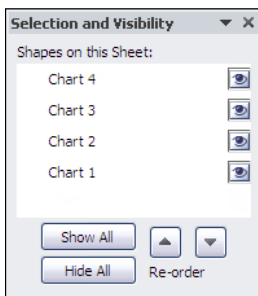 Selection and Visibility
Shapes on this Sheet:
Chart 4
Chart 3
Chart 2
Chart 1
Show All
Hide All Re-order